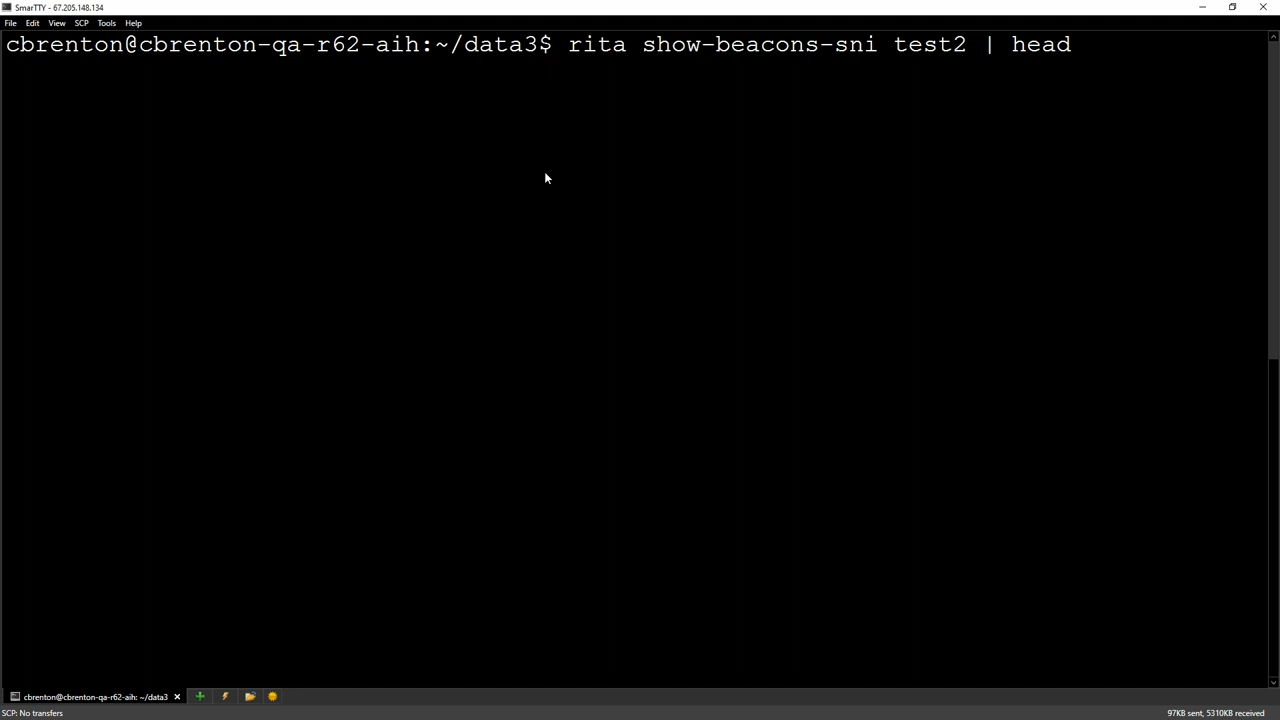 SmarTTY - 67.205.148.134
File Edit View SCP Tools Help
cbrenton@cbrenton-qa-r62-aih:~/data3$ rita show-beacons-sni test2 | head
cbrenton@cbrenton-qa-r62-aih: ~/data3
SCP: No transfers
97KB sent, 5310KB received